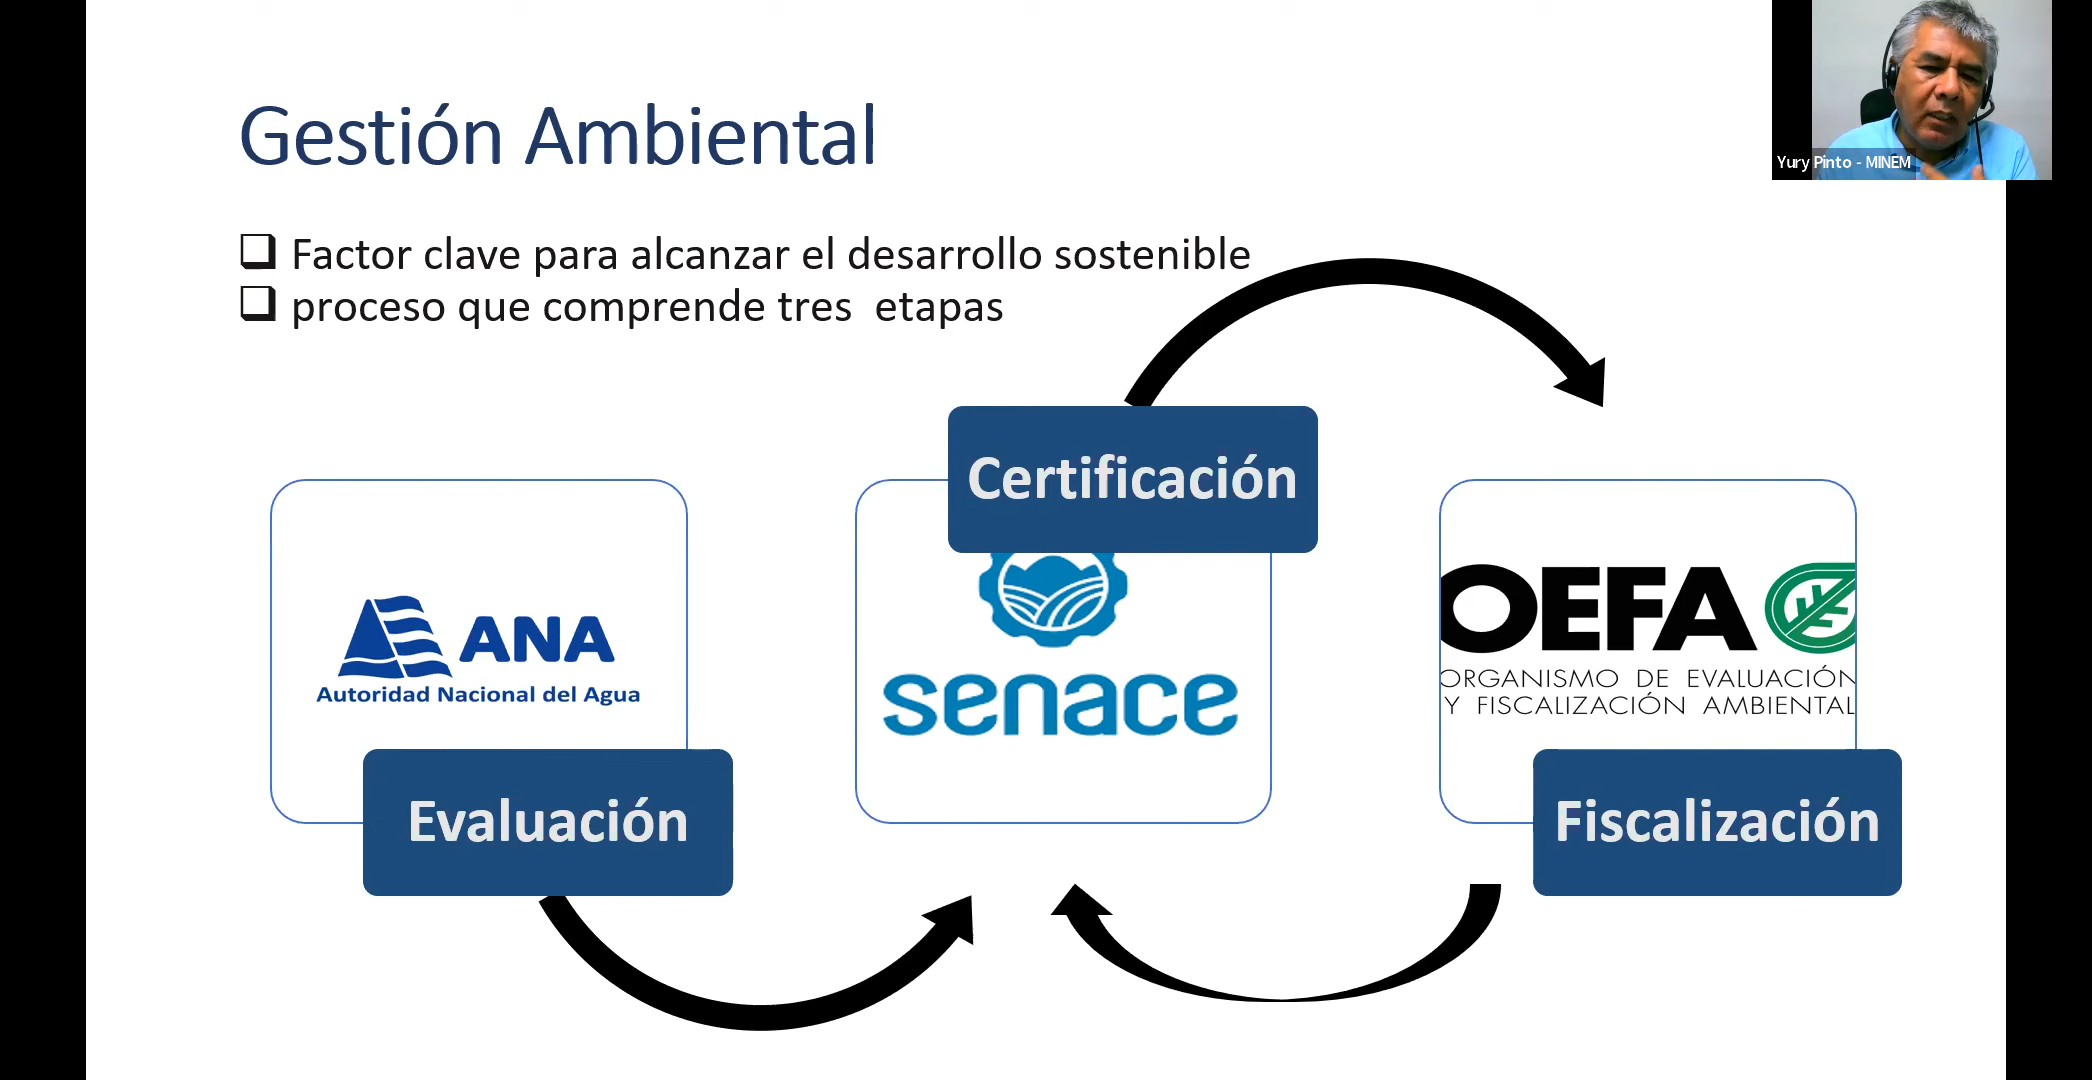 Gestión Ambiental
Yury Pinto - MINEM
Factor clave para alcanzar el desarrollo sostenible
proceso que comprende tres etapas
Certificación
ANA
Autoridad Nacional del Agua
senace
OEFA
ORGANISMO DE EVALUACIÓN
Y FISCALIZACIÓN AMBIENTAL
Evaluación
Fiscalización